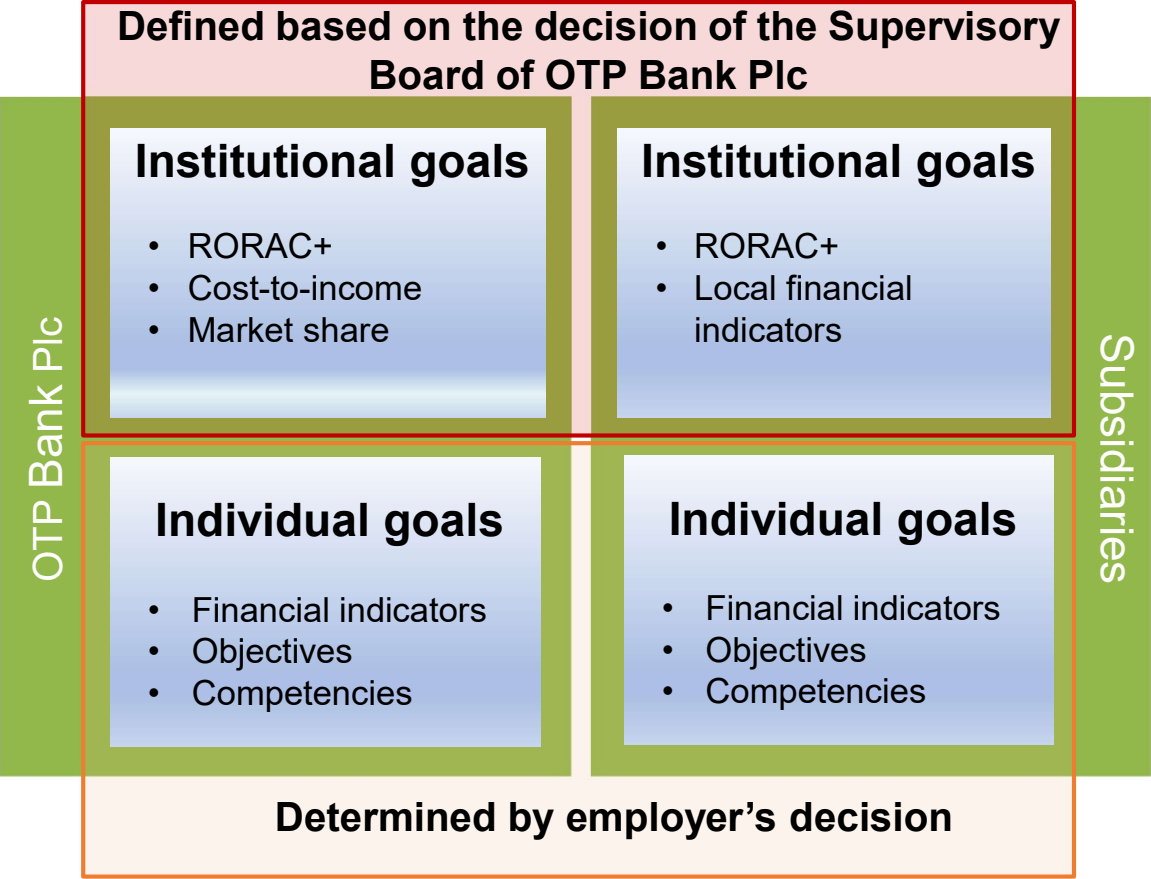 Defined based on the decision of the Supervisory
Board of OTP Bank Plc
OTP Bank Plc
Institutional goals
• RORAC+
• Cost-to-income
• Market share
Institutional goals
• RORAC+
• Local financial
indicators
Individual goals
• Financial indicators
• Objectives
• Competencies
Individual goals
• Financial indicators
• Objectives
• Competencies
Subsidiaries
Determined by employer’s decision